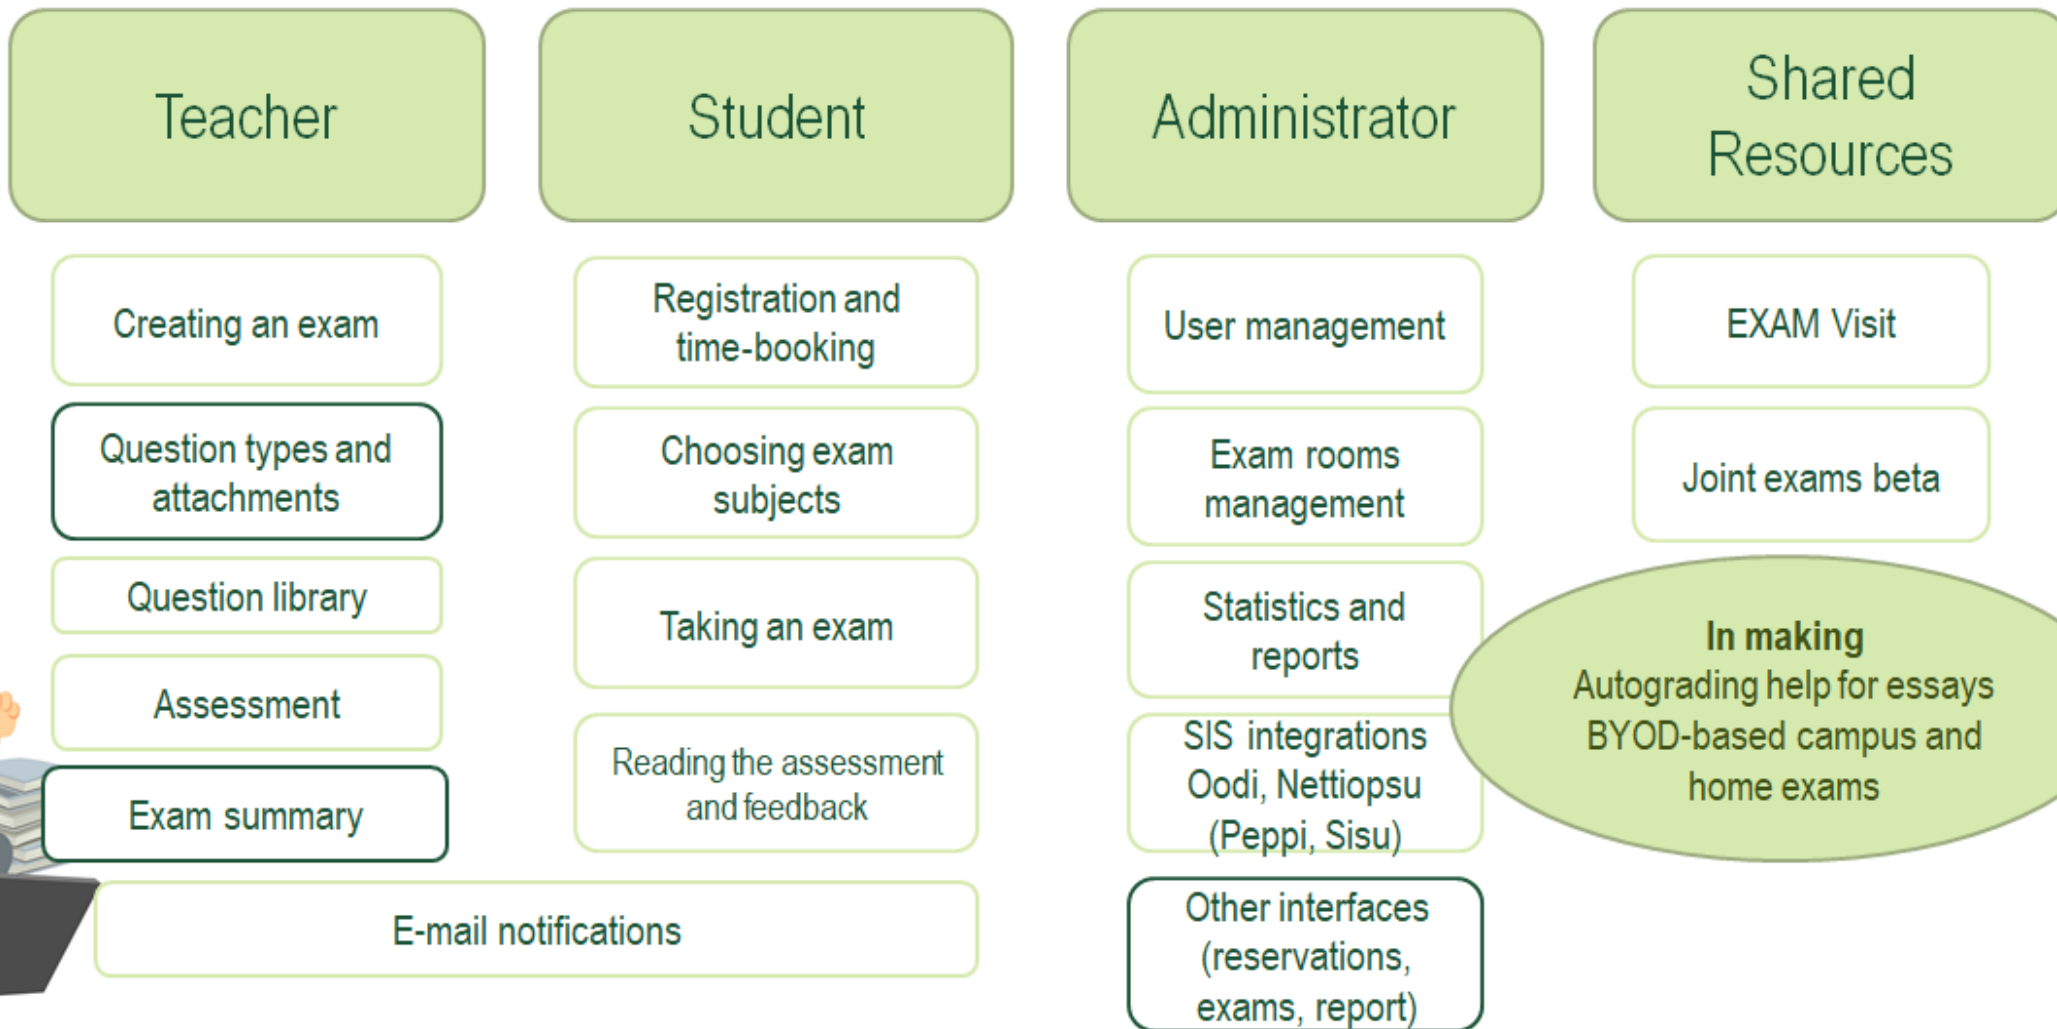 Teacher
Creating an exam
Question types and
attachments
Question library
Assessment
Exam summary
Student
Registration and
time-booking
Choosing exam
subjects
Taking an exam
Reading the assessment
and feedback
E-mail notifications
Administrator
User management
Exam rooms
management
Statistics and
reports
SIS integrations
Oodi, Nettiopsu
(Peppi, Sisu)
Other interfaces
(reservations,
exams, report)
Shared
Resources
EXAM Visit
Joint exams beta
In making
Autograding help for essays
BYOD-based campus and
home exams